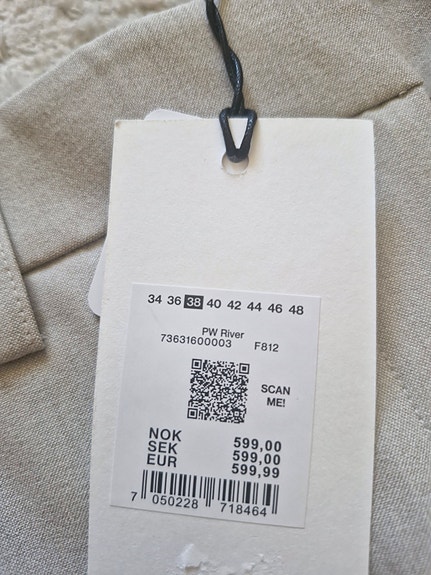 34 36 38 40 42 44 46 48
PW River
73631600003 F812
SCAN
ME!
NOK 599,00
SEK 599,00
EUR 599,99
7 050228 718464